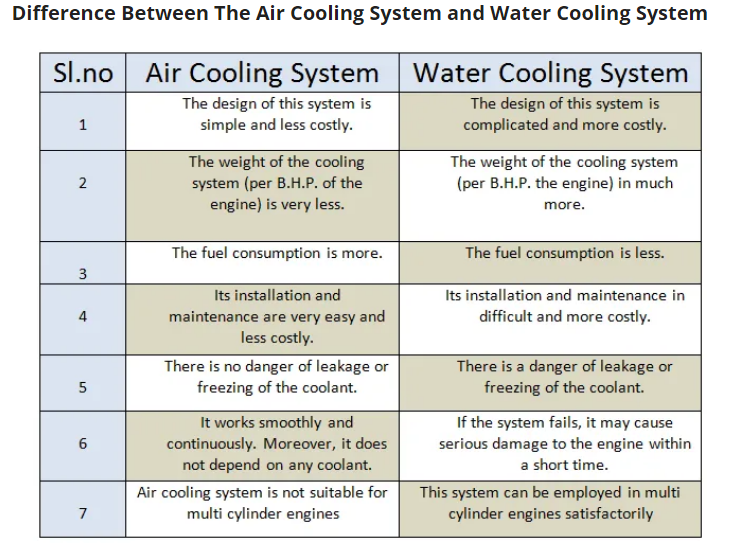 Difference Between The Air Cooling System and Water Cooling System
Sl.no Air Cooling System Water Cooling System
1
The design of this system is
simple and less costly.
The design of this system is
complicated and more costly.
2
The weight of the cooling
system (per B.H.P. of the
engine) is very less.
The weight of the cooling system
(per B.H.P. the engine) in much
more.
3
The fuel consumption is more.
The fuel consumption is less.
4
Its installation and
maintenance are very easy and
less costly.
Its installation and maintenance in
difficult and more costly.
5
There is no danger of leakage or
freezing of the coolant.
There is a danger of leakage or
freezing of the coolant.
6
It works smoothly and
continuously. Moreover, it does
not depend on any coolant.
If the system fails, it may cause
serious damage to the engine within
a short time.
7
Air cooling system is not suitable for
multi cylinder engines
This system can be employed in multi
cylinder engines satisfactorily